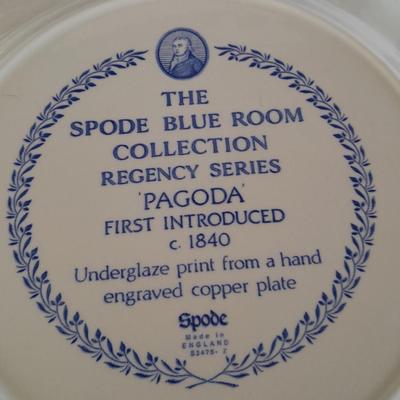 THE
SPODE BLUE ROOM
COLLECTION
REGENCY SERIES
'PAGODA'
FIRST INTRODUCED
c. 1840
Underglaze print from a hand
engraved copper plate
Spode
Made in
ENGLAND